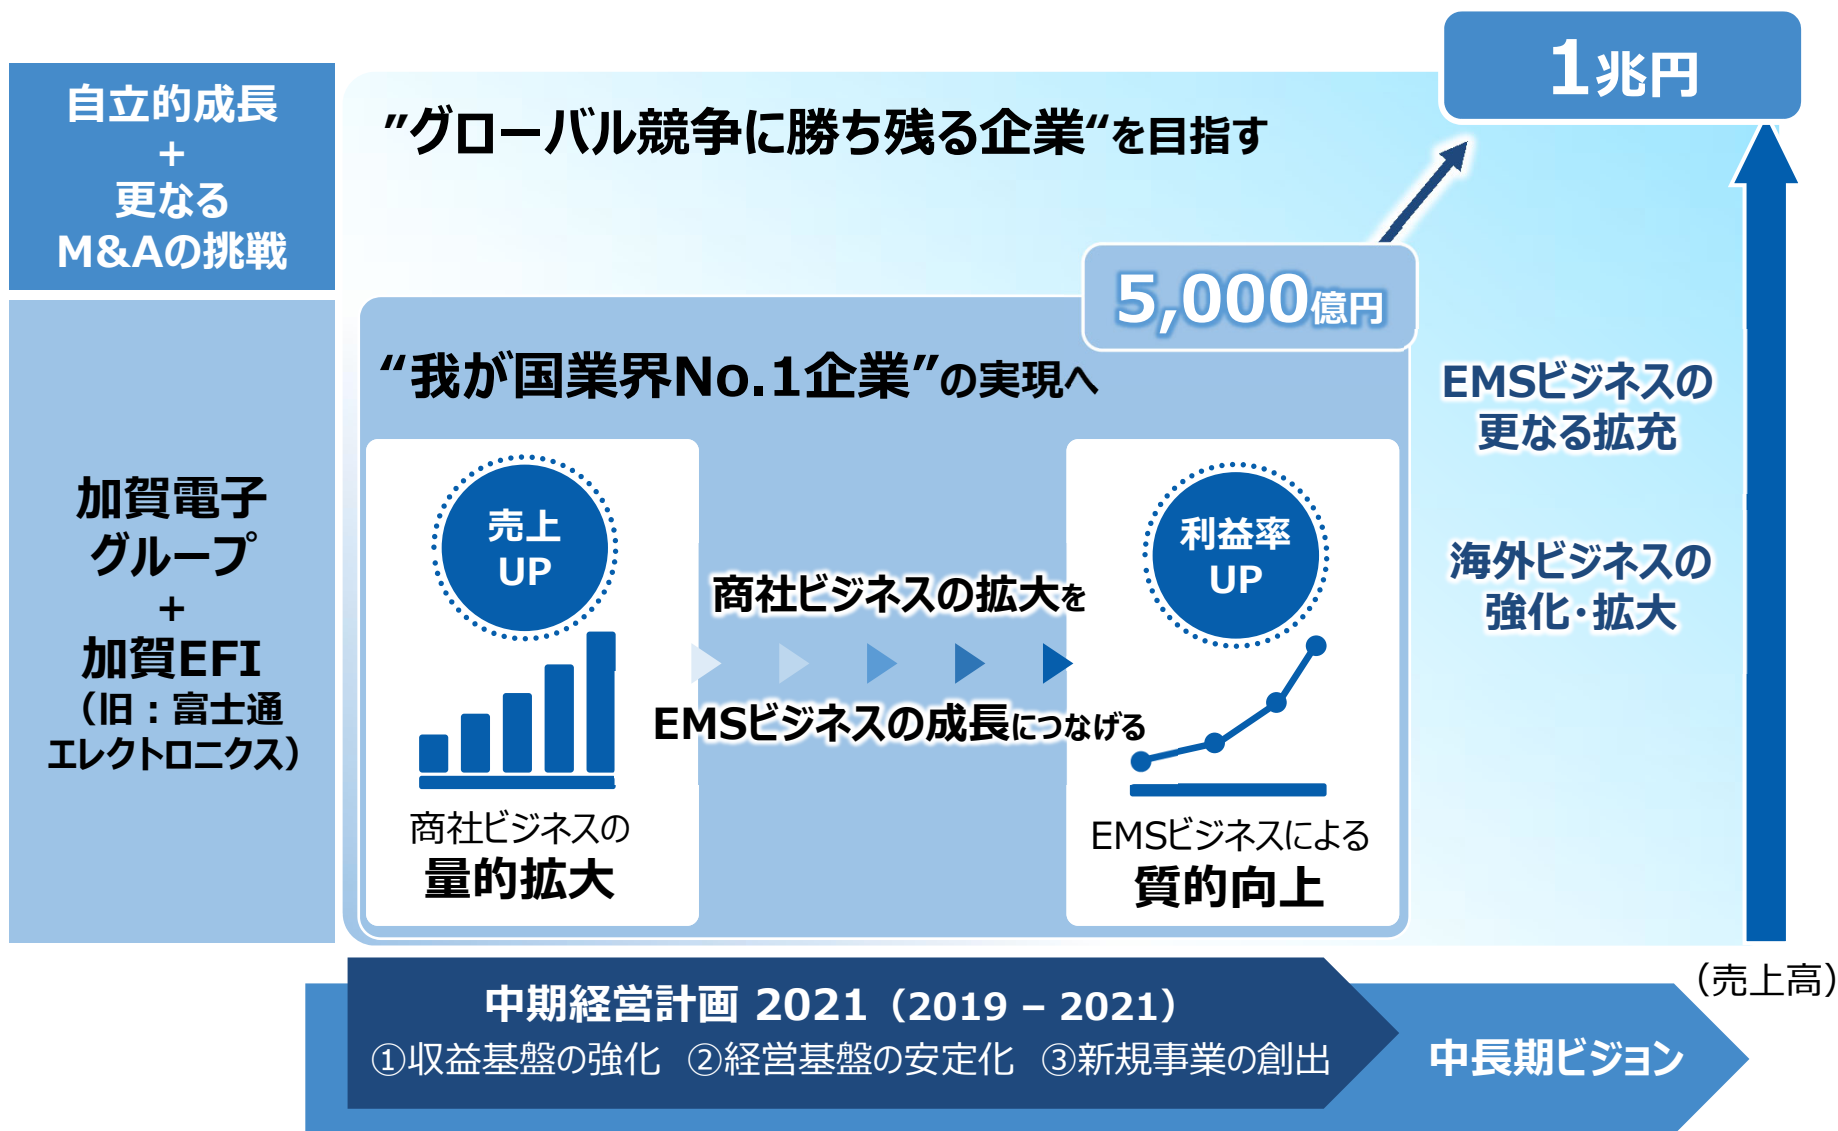 1兆円
自立的成長
+
更なる
M&Aの挑戦
”グローバル競争に勝ち残る企業“を目指す
5,000億円
“我が国業界No.1企業”の実現へ
加賀電子
グループ
+
加賀EFI
（旧：富士通
エレクトロニクス）
売上
UP
商社ビジネスの
量的拡大
商社ビジネスの拡大を
EMSビジネスの成長につなげる
利益率
UP
EMSビジネスによる
質的向上
EMSビジネスの
更なる拡充
海外ビジネスの
強化・拡大
（売上高）
中期経営計画 2021（2019 – 2021）
①収益基盤の強化 ②経営基盤の安定化 ③新規事業の創出
中長期ビジョン